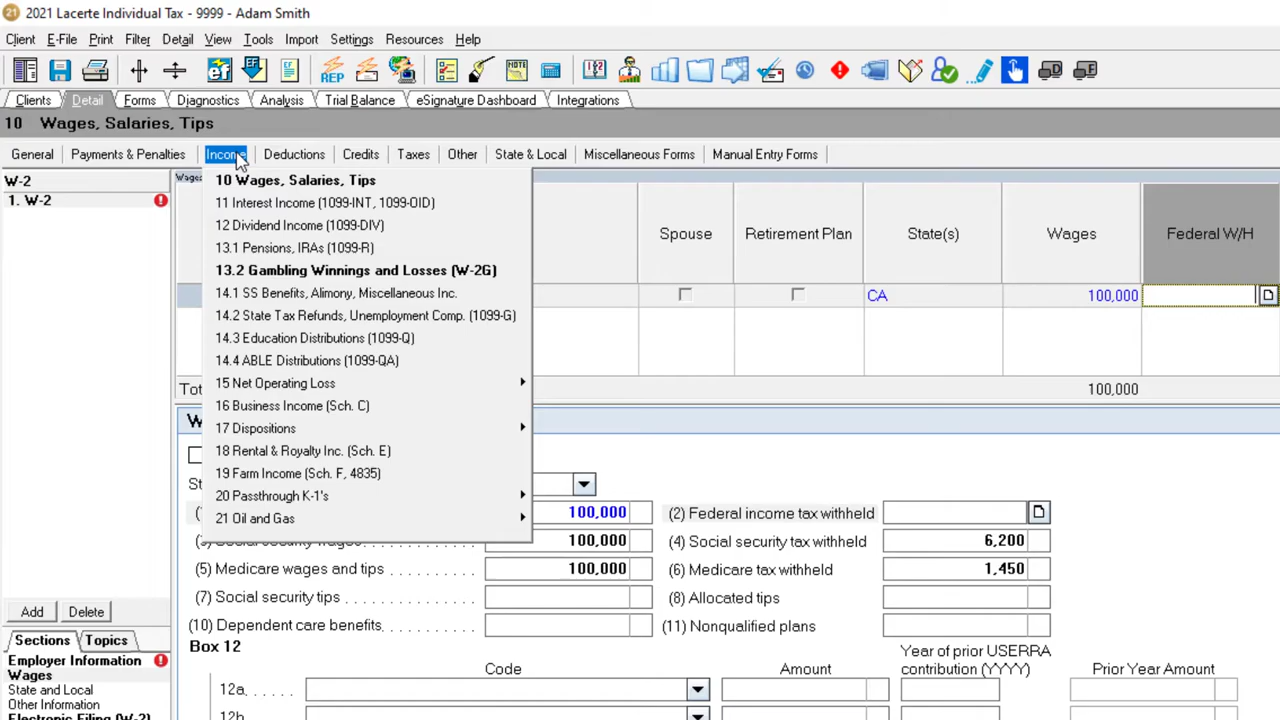 21 2021 Lacerte Individual Tax - 9999 - Adam Smith
Client E-File Print Filter Detail View Tools Import Settings Resources Help
Clients Detail Forms Diagnostics Analysis Trial Balance eSignature Dashboard Integrations
10 Wages, Salaries, Tips
General Payments & Penalties Income Deductions Credits Taxes Other State & Local Miscellaneous Forms Manual Entry Forms
W-2
1. W-2
10 Wages, Salaries, Tips
11 Interest Income (1099-INT, 1099-OID)
12 Dividend Income (1099-DIV)
13.1 Pensions, IRAs (1099-R)
13.2 Gambling Winnings and Losses (W-2G)
14.1 SS Benefits, Alimony, Miscellaneous Inc.
14.2 State Tax Refunds, Unemployment Comp. (1099-G)
14.3 Education Distributions (1099-Q)
14.4 ABLE Distributions (1099-QA)
15 Net Operating Loss
16 Business Income (Sch. C)
17 Dispositions
18 Rental & Royalty Inc. (Sch. E)
19 Farm Income (Sch. F, 4835)
20 Passthrough K-1's
21 Oil and Gas
Spouse Retirement Plan State(s) Wages Federal W/H
CA 100,000
100,000
100,000 (2) Federal income tax withheld
100,000 (4) Social security tax withheld 6,200
(5) Medicare wages and tips 100,000 (6) Medicare tax withheld 1,450
(7) Social security tips (8) Allocated tips
(10) Dependent care benefits (11) Nonqualified plans
Box 12
Code Amount Year of prior USERRA contribution (YYYY) Prior Year Amount
12a
12b
Add Delete
Sections Topics
Employer Information
Wages
State and Local
Other Information
Electronic Filing (W-2)